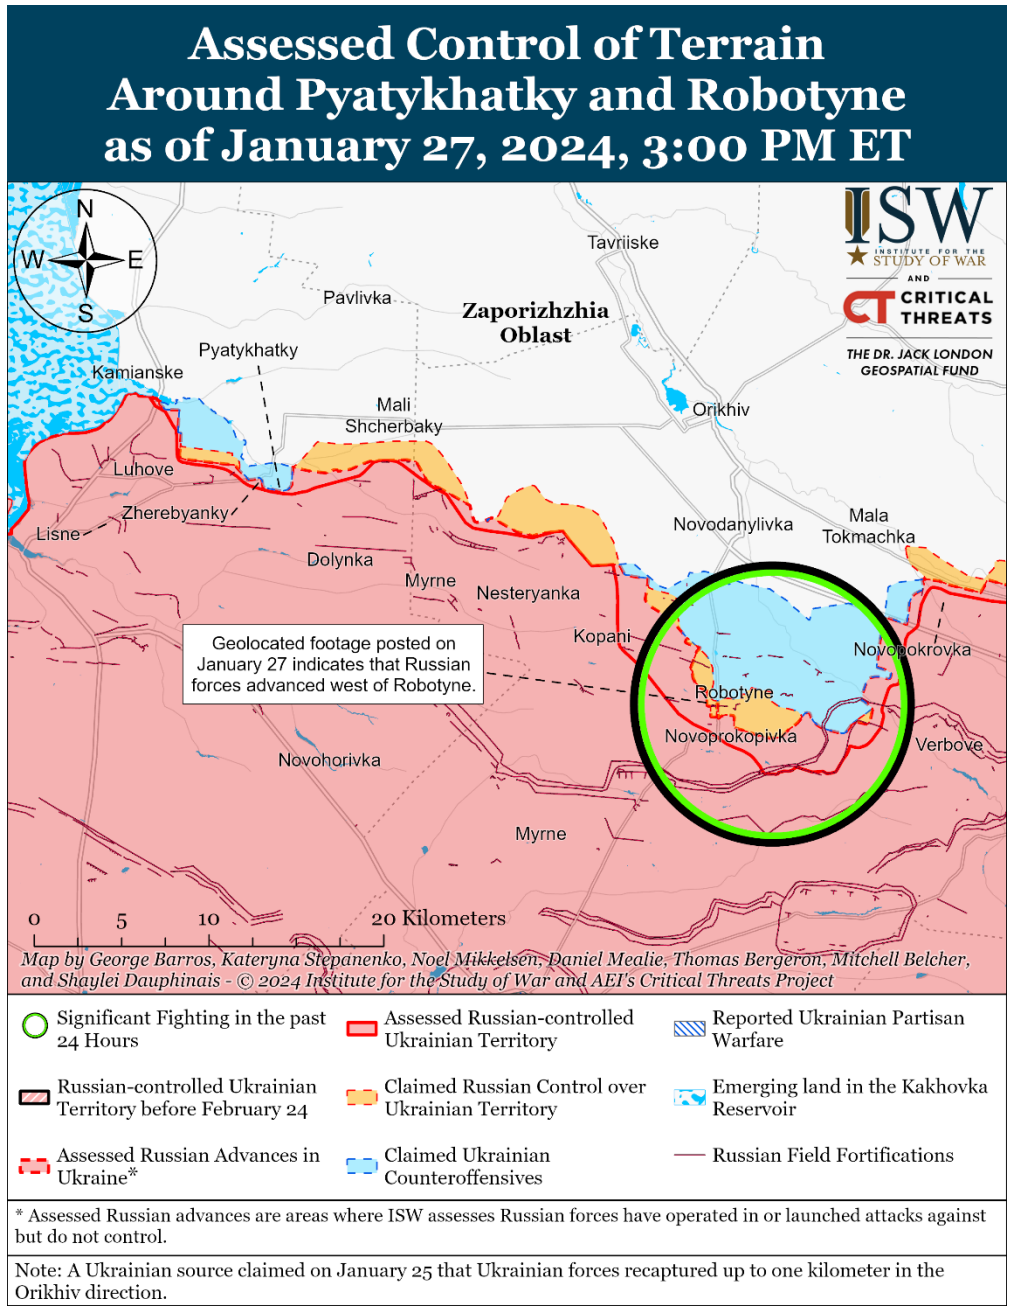 Assessed Control of Terrain
Around Pyatykhatky and Robotyne
as of January 27, 2024, 3:00 PM ET
N
W E
S
ISW
INSTITUTE FOR THE
STUDY OF WAR
AND
CT CRITICAL
THREATS
THE DR. JACK LONDON
GEOSPATIAL FUND
Tavriiske
Pavlivka
Zaporizhzhia
Oblast
Pyatykhatky
Kamianske
Mali
Shcherbaky
Orikhiv
Luhove
Zherebyanky
Lisne
Novodanylivka
Mala
Tokmachka
Dolynka
Myrne
Nesteryanka
Kopani
Novopokrovka
Geolocated footage posted on
January 27 indicates that Russian
forces advanced west of Robotyne.
Robotyne
Novoprokopivka
Verbove
Novohorivka
Myrne
0 5 10 20 Kilometers
Map by George Barros, Kateryna Stepanenko, Noel Mikkelsen, Daniel Mealie, Thomas Bergeron, Mitchell Belcher,
and Shaylei Dauphinais - © 2024 Institute for the Study of War and AEI's Critical Threats Project
Significant Fighting in the past
24 Hours
Assessed Russian-controlled
Ukrainian Territory
Reported Ukrainian Partisan
Warfare
Russian-controlled Ukrainian
Territory before February 24
Claimed Russian Control over
Ukrainian Territory
Emerging land in the Kakhovka
Reservoir
Assessed Russian Advances in
Ukraine*
Claimed Ukrainian
Counteroffensives
Russian Field Fortifications
* Assessed Russian advances are areas where ISW assesses Russian forces have operated in or launched attacks against
but do not control.
Note: A Ukrainian source claimed on January 25 that Ukrainian forces recaptured up to one kilometer in the
Orikhiv direction.